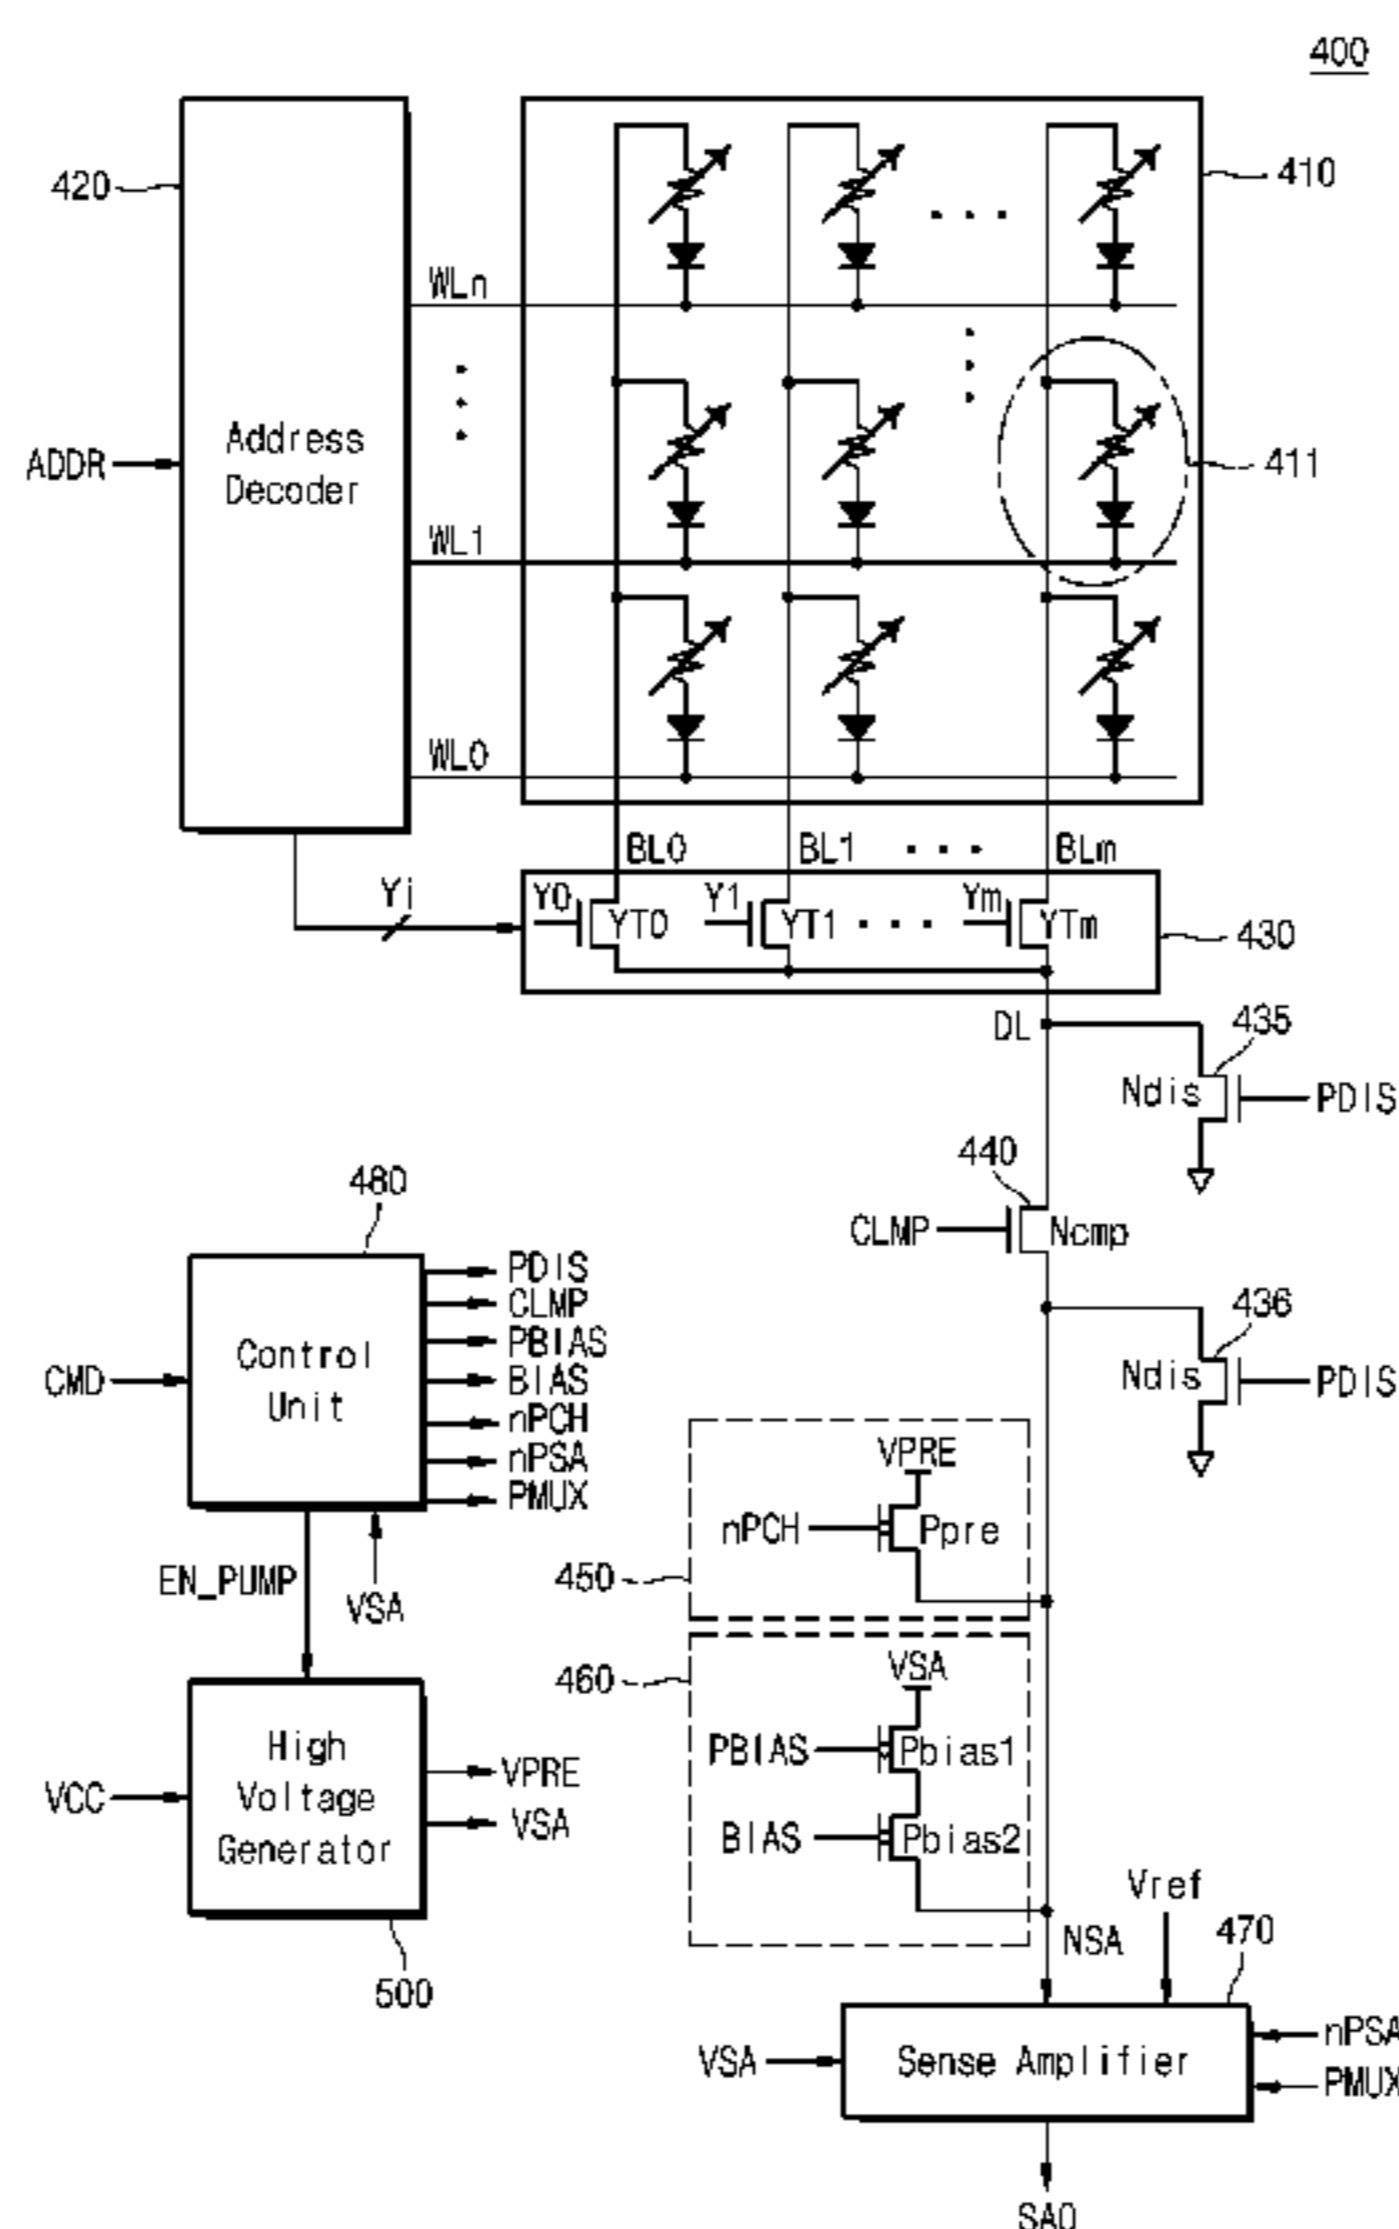 400
420
410
WLn
Address
Decoder
ADDR
411
WL1
WL0
BL0
BL1
BLm
Yi
Y0
YT0
Y1
YT1
Ym
YTm
430
DL
435
Ndis
PDIS
440
CLMP
Ncmp
480
PDIS
CLMP
PBIAS
BIAS
nPCH
nPSA
PMUX
CMD
Control
Unit
436
Ndis
PDIS
VPRE
nPCH
Ppre
450
EN_PUMP
VSA
460
VSA
PBIAS
Pbias1
BIAS
Pbias2
VCC
High
Voltage
Generator
VPRE
VSA
500
Vref
NSA
470
VSA
Sense Amplifier
nPSA
PMUX
SAO